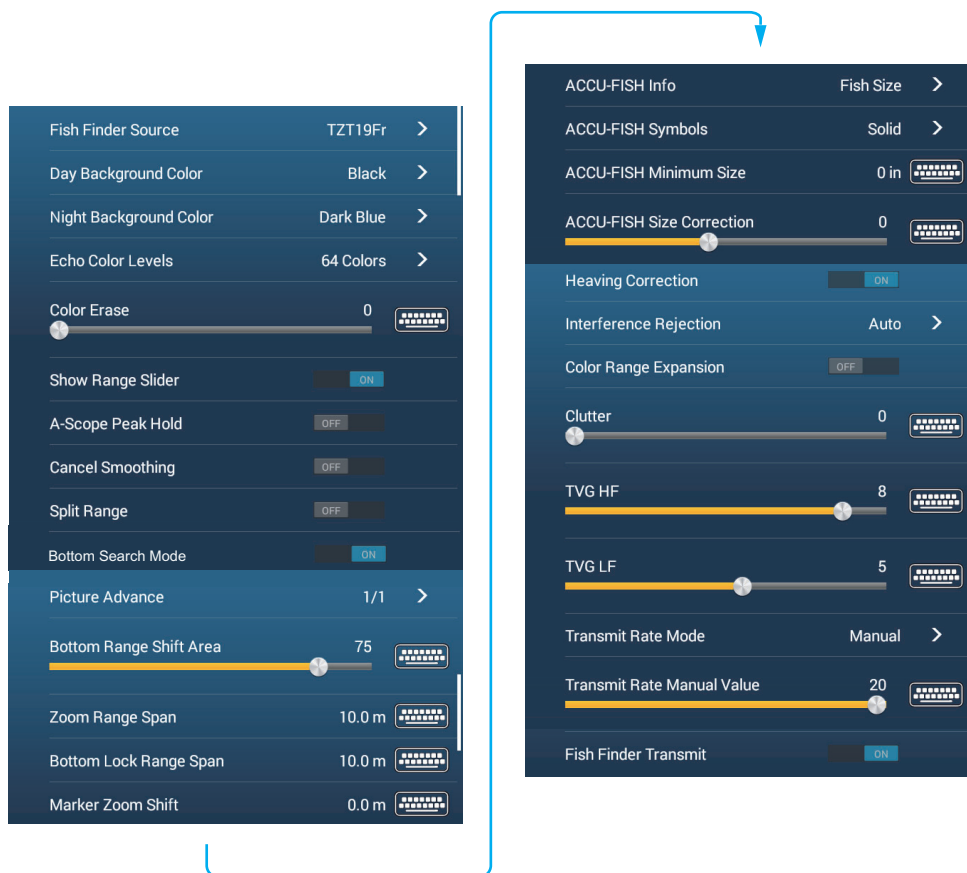 Fish Finder Source TZT19Fr
Day Background Color Black
Night Background Color Dark Blue
Echo Color Levels 64 Colors
Color Erase 0
Show Range Slider ON
A-Scope Peak Hold OFF
Cancel Smoothing OFF
Split Range OFF
Bottom Search Mode ON
Picture Advance 1/1
Bottom Range Shift Area 75
Zoom Range Span 10.0 m
Bottom Lock Range Span 10.0 m
Marker Zoom Shift 0.0 m
ACCU-FISH Info Fish Size
ACCU-FISH Symbols Solid
ACCU-FISH Minimum Size 0 in
ACCU-FISH Size Correction 0
Heaving Correction ON
Interference Rejection Auto
Color Range Expansion OFF
Clutter 0
TVG HF 8
TVG LF 5
Transmit Rate Mode Manual
Transmit Rate Manual Value 20
Fish Finder Transmit ON